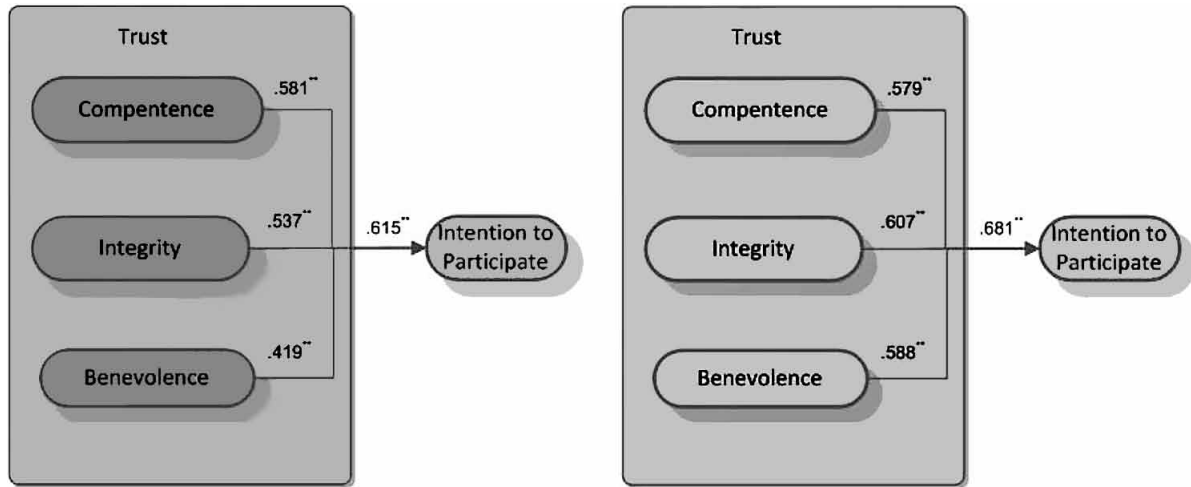 Trust
Compentence
.581**
Integrity
.537**
.615**
Intention to
Participate
Benevolence
.419**
Trust
Compentence
.579**
Integrity
.607**
.681**
Intention to
Participate
Benevolence
.588**